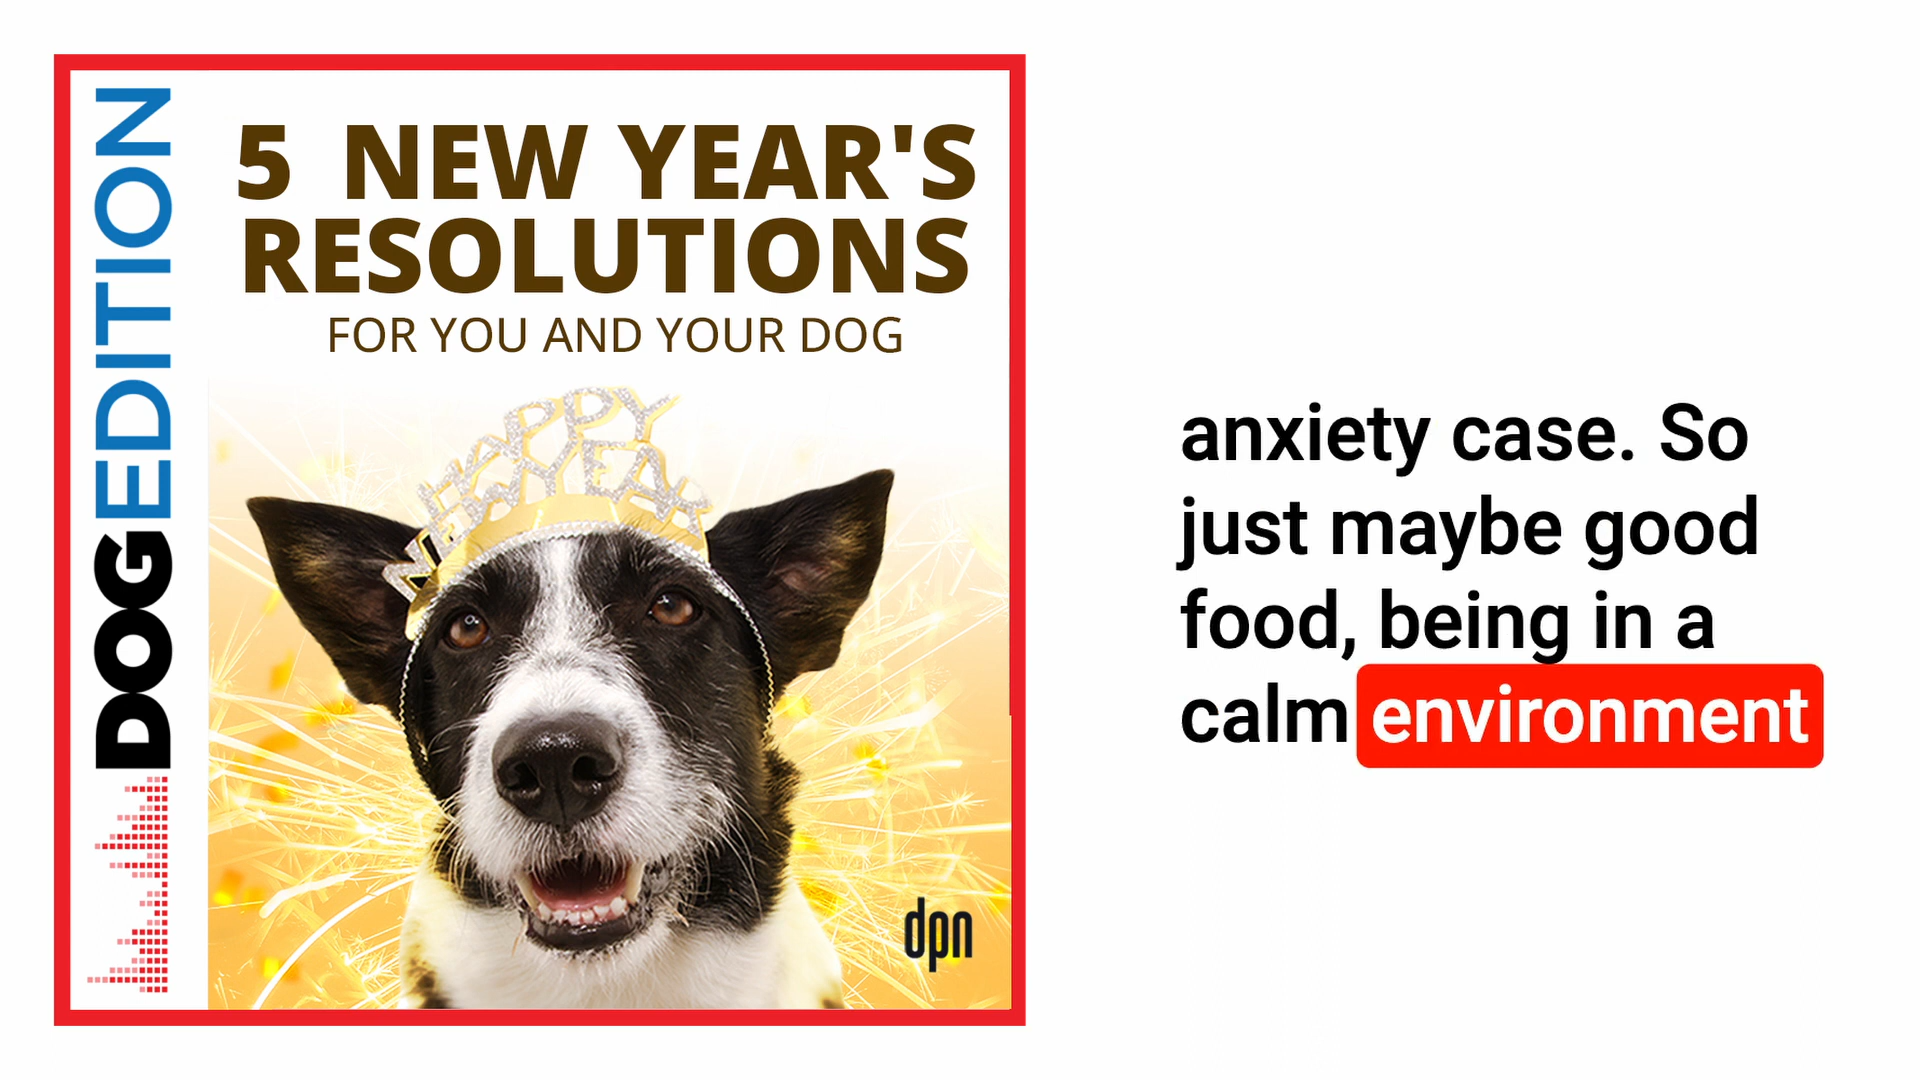 DOGEDITION
5 NEW YEAR'S
RESOLUTIONS
FOR YOU AND YOUR DOG
HAPPY
NEW YEAR
dpn
anxiety case. So
just maybe good
food, being in a
calm environment